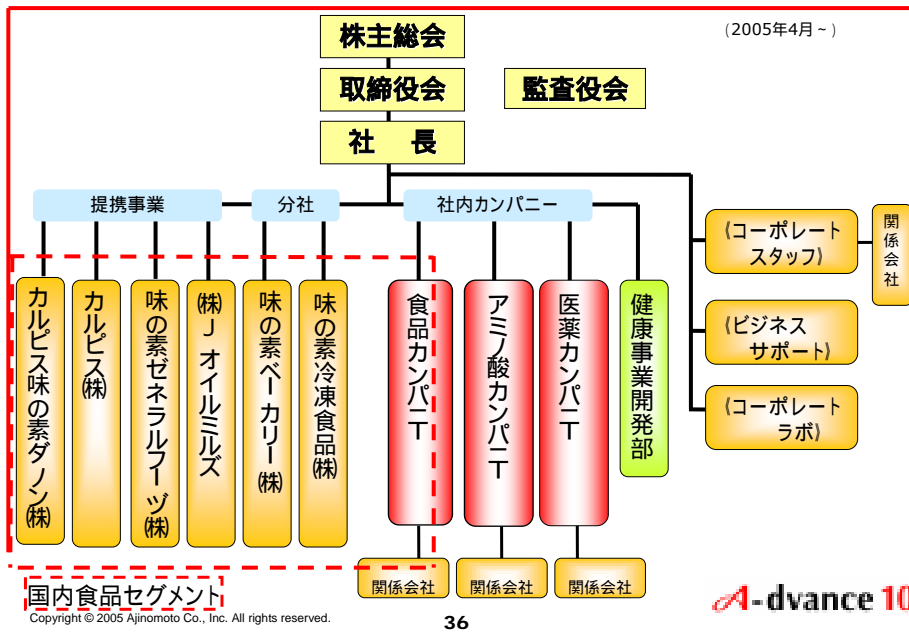 (2005年4月~)
株主総会
取締役会
監査役会
社 長
提携事業
分社
社内カンパニー
《コーポレート
スタッフ》
関係会社
《ビジネス
サポート》
《コーポレート
ラボ》
カルピス味の素ダノン㈱
カルピス㈱
味の素ゼネラルフーヅ㈱
㈱J オイルミルズ
味の素ベーカリー㈱
味の素冷凍食品㈱
食品カンパニー
アミノ酸カンパニー
医薬カンパニー
健康事業開発部
関係会社
関係会社
関係会社
国内食品セグメント
Copyright © 2005 Ajinomoto Co., Inc. All rights reserved.
36
A-dvance 10